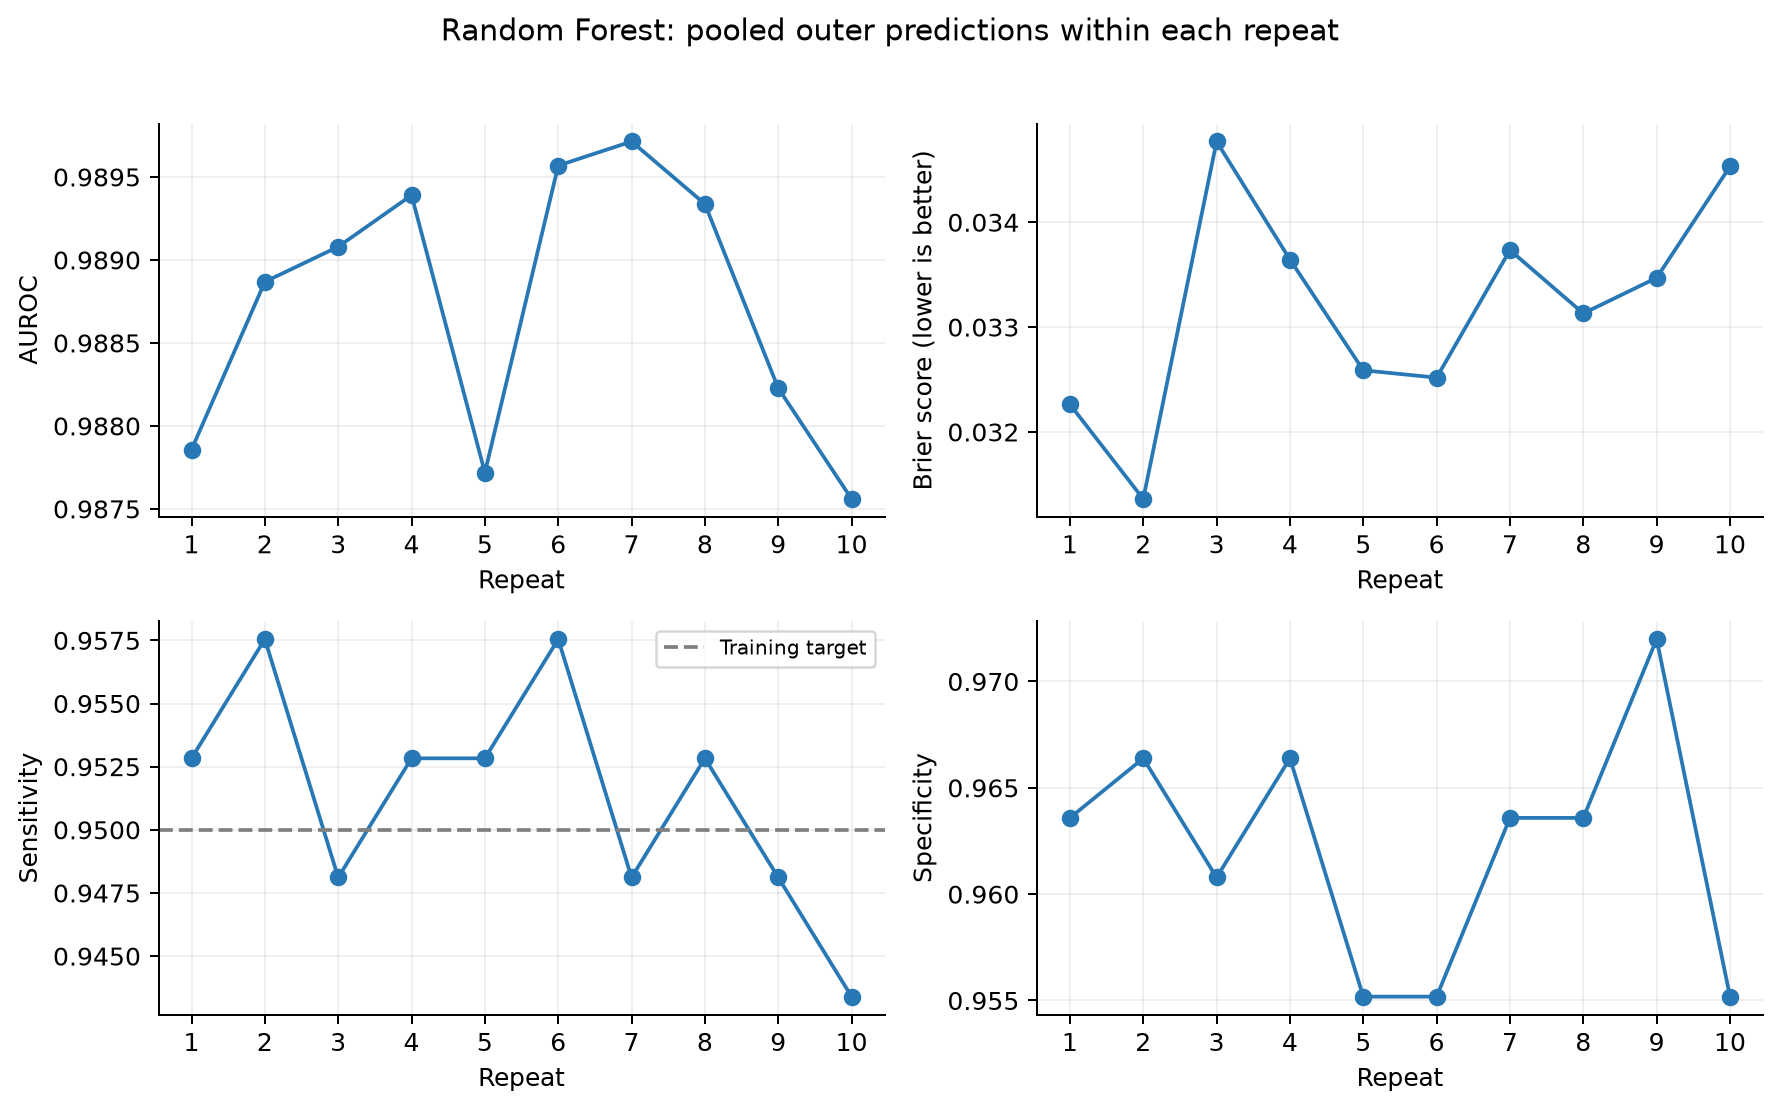 Random Forest: pooled outer predictions within each repeat
AUROC
0.9895
0.9890
0.9885
0.9880
0.9875
1 2 3 4 5 6 7 8 9 10
Repeat
Brier score (lower is better)
0.034
0.033
0.032
1 2 3 4 5 6 7 8 9 10
Repeat
Sensitivity
0.9575
0.9550
0.9525
0.9500
0.9475
0.9450
Training target
1 2 3 4 5 6 7 8 9 10
Repeat
Specificity
0.970
0.965
0.960
0.955
1 2 3 4 5 6 7 8 9 10
Repeat